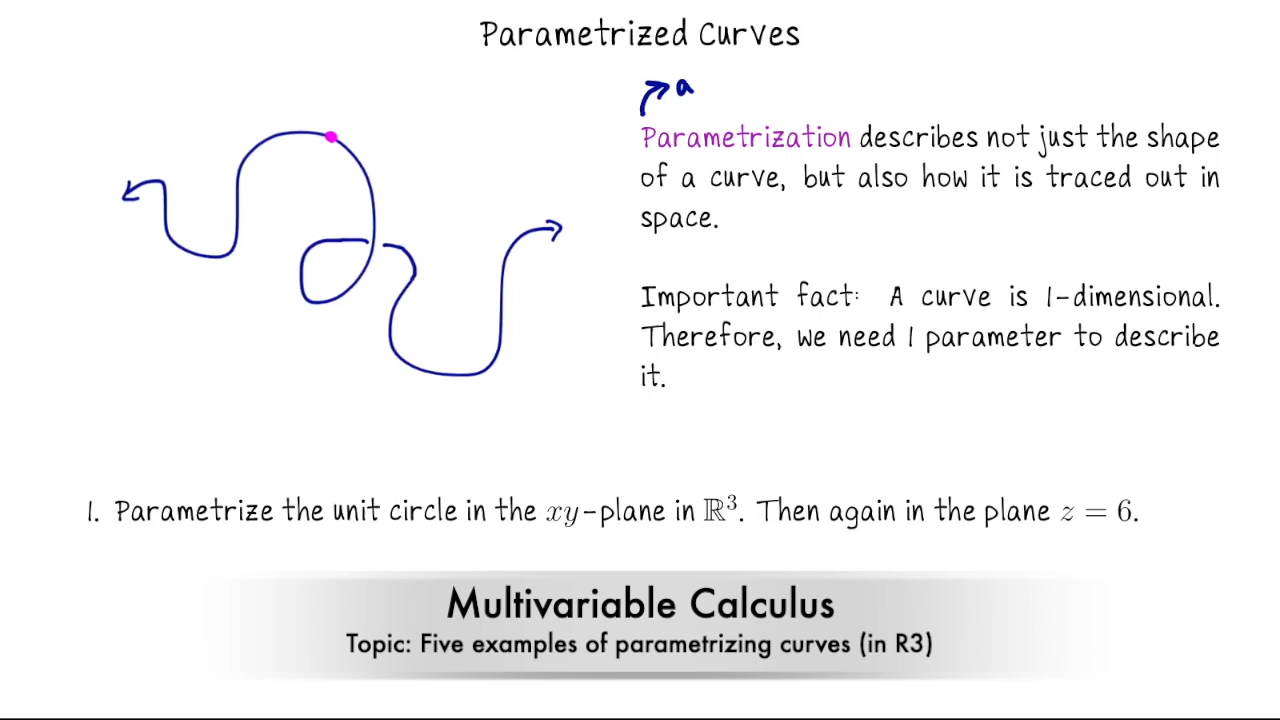 Parametrized Curves
a
Parametrization describes not just the shape
of a curve, but also how it is traced out in
space.
Important fact: A curve is 1-dimensional.
Therefore, we need 1 parameter to describe
it.
1. Parametrize the unit circle in the xy-plane in ℝ³. Then again in the plane z = 6.
Multivariable Calculus
Topic: Five examples of parametrizing curves (in R3)